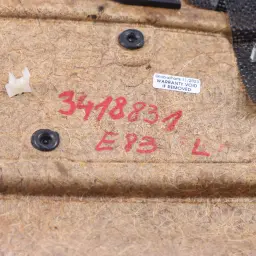 WARRANTY VOID
IF REMOVED
3418831
E83 L